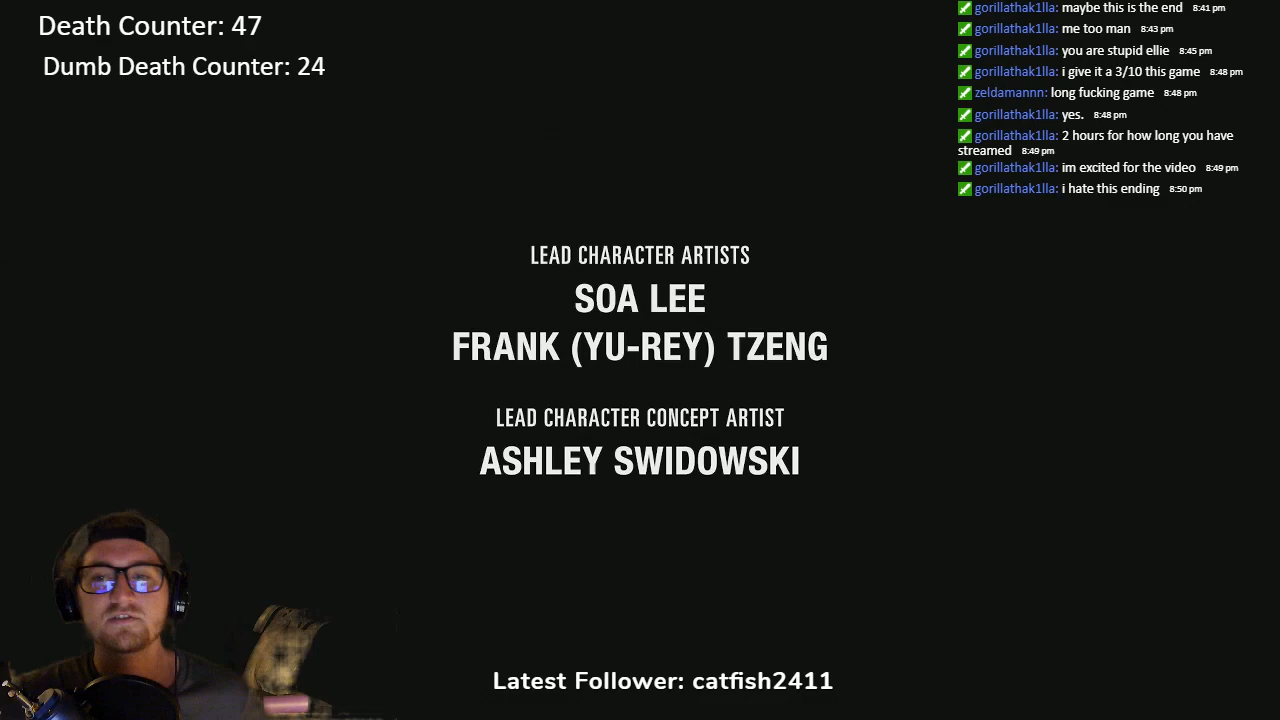 Death Counter: 47
Dumb Death Counter: 24
gorillathak1lla: maybe this is the end 8:41 pm
gorillathak1lla: me too man 8:43 pm
gorillathak1lla: you are stupid ellie 8:45 pm
gorillathak1lla: i give it a 3/10 this game 8:48 pm
zeldamannn: long fucking game 8:48 pm
gorillathak1lla: yes. 8:48 pm
gorillathak1lla: 2 hours for how long you have
streamed 8:49 pm
gorillathak1lla: im excited for the video 8:49 pm
gorillathak1lla: i hate this ending 8:50 pm
LEAD CHARACTER ARTISTS
SOA LEE
FRANK (YU-REY) TZENG
LEAD CHARACTER CONCEPT ARTIST
ASHLEY SWIDOWSKI
Latest Follower: catfish2411